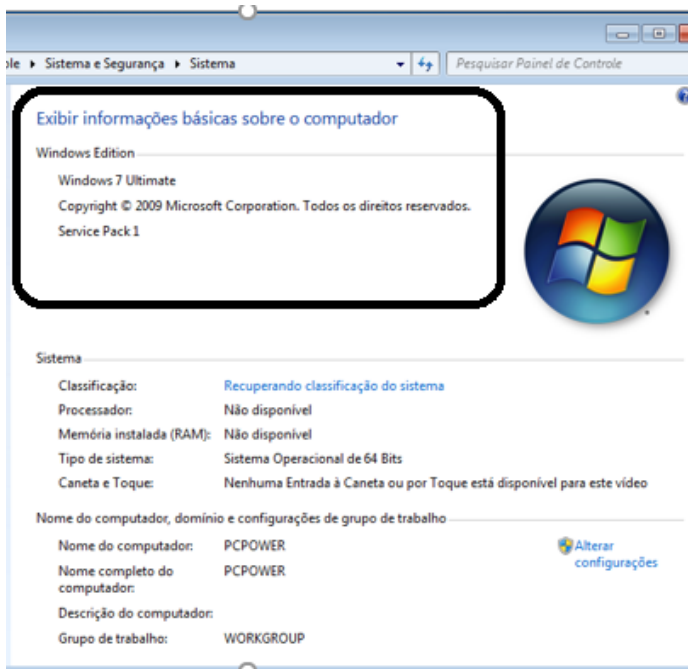 ole ▸ Sistema e Segurança ▸ Sistema
Pesquisar Painel de Controle
Exibir informações básicas sobre o computador
Windows Edition
Windows 7 Ultimate
Copyright © 2009 Microsoft Corporation. Todos os direitos reservados.
Service Pack 1
Sistema
Classificação: Recuperando classificação do sistema
Processador: Não disponível
Memória instalada (RAM): Não disponível
Tipo de sistema: Sistema Operacional de 64 Bits
Caneta e Toque: Nenhuma Entrada à Caneta ou por Toque está disponível para este vídeo
Nome do computador, domínio e configurações de grupo de trabalho
Nome do computador: PCPOWER
Alterar
configurações
Nome completo do PCPOWER
computador:
Descrição do computador:
Grupo de trabalho: WORKGROUP